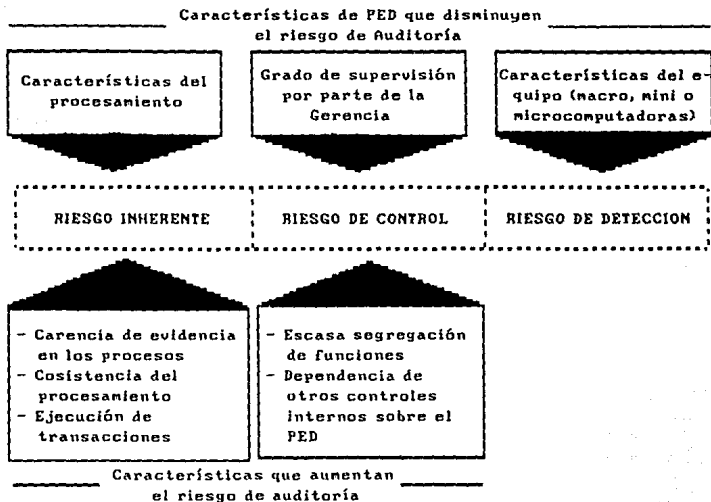 Características de PED que disminuyen
el riesgo de Auditoría
Características del
procesamiento
Grado de supervisión
por parte de la
Gerencia
Características del e-
quipo (macro, mini o
microcomputadoras)
RIESGO INHERENTE
RIESGO DE CONTROL
RIESGO DE DETECCION
- Carencia de evidencia
en los procesos
- Cosistencia del
procesamiento
- Ejecución de
transacciones
- Escasa segregación
de funciones
- Dependencia de
otros controles
internos sobre el
PED
Características que aumentan
el riesgo de auditoría